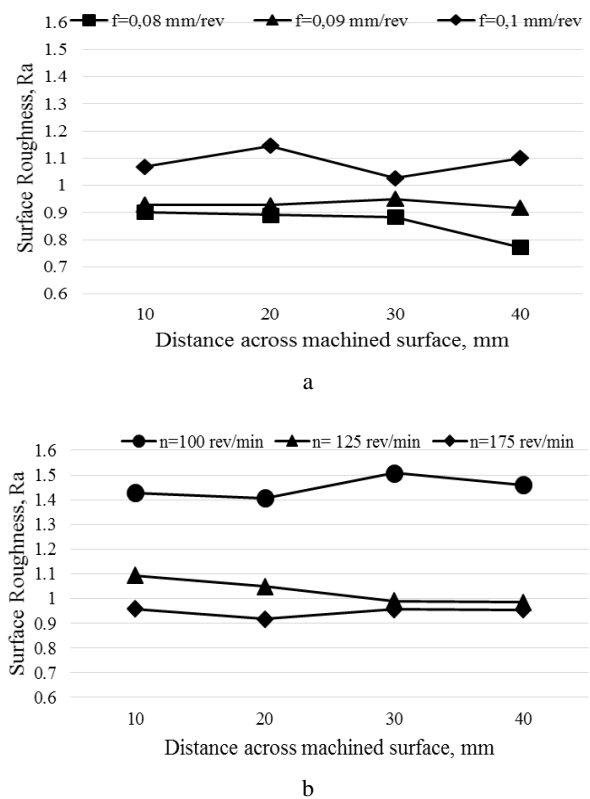 f=0,08 mm/rev f=0,09 mm/rev f=0,1 mm/rev
1.6
1.5
1.4
1.3
1.2
1.1
1
0.9
0.8
0.7
0.6
Surface Roughness, Ra
10 20 30 40
Distance across machined surface, mm
a
n=100 rev/min n= 125 rev/min n=175 rev/min
1.6
1.5
1.4
1.3
1.2
1.1
1
0.9
0.8
0.7
0.6
Surface Roughness, Ra
10 20 30 40
Distance across machined surface, mm
b